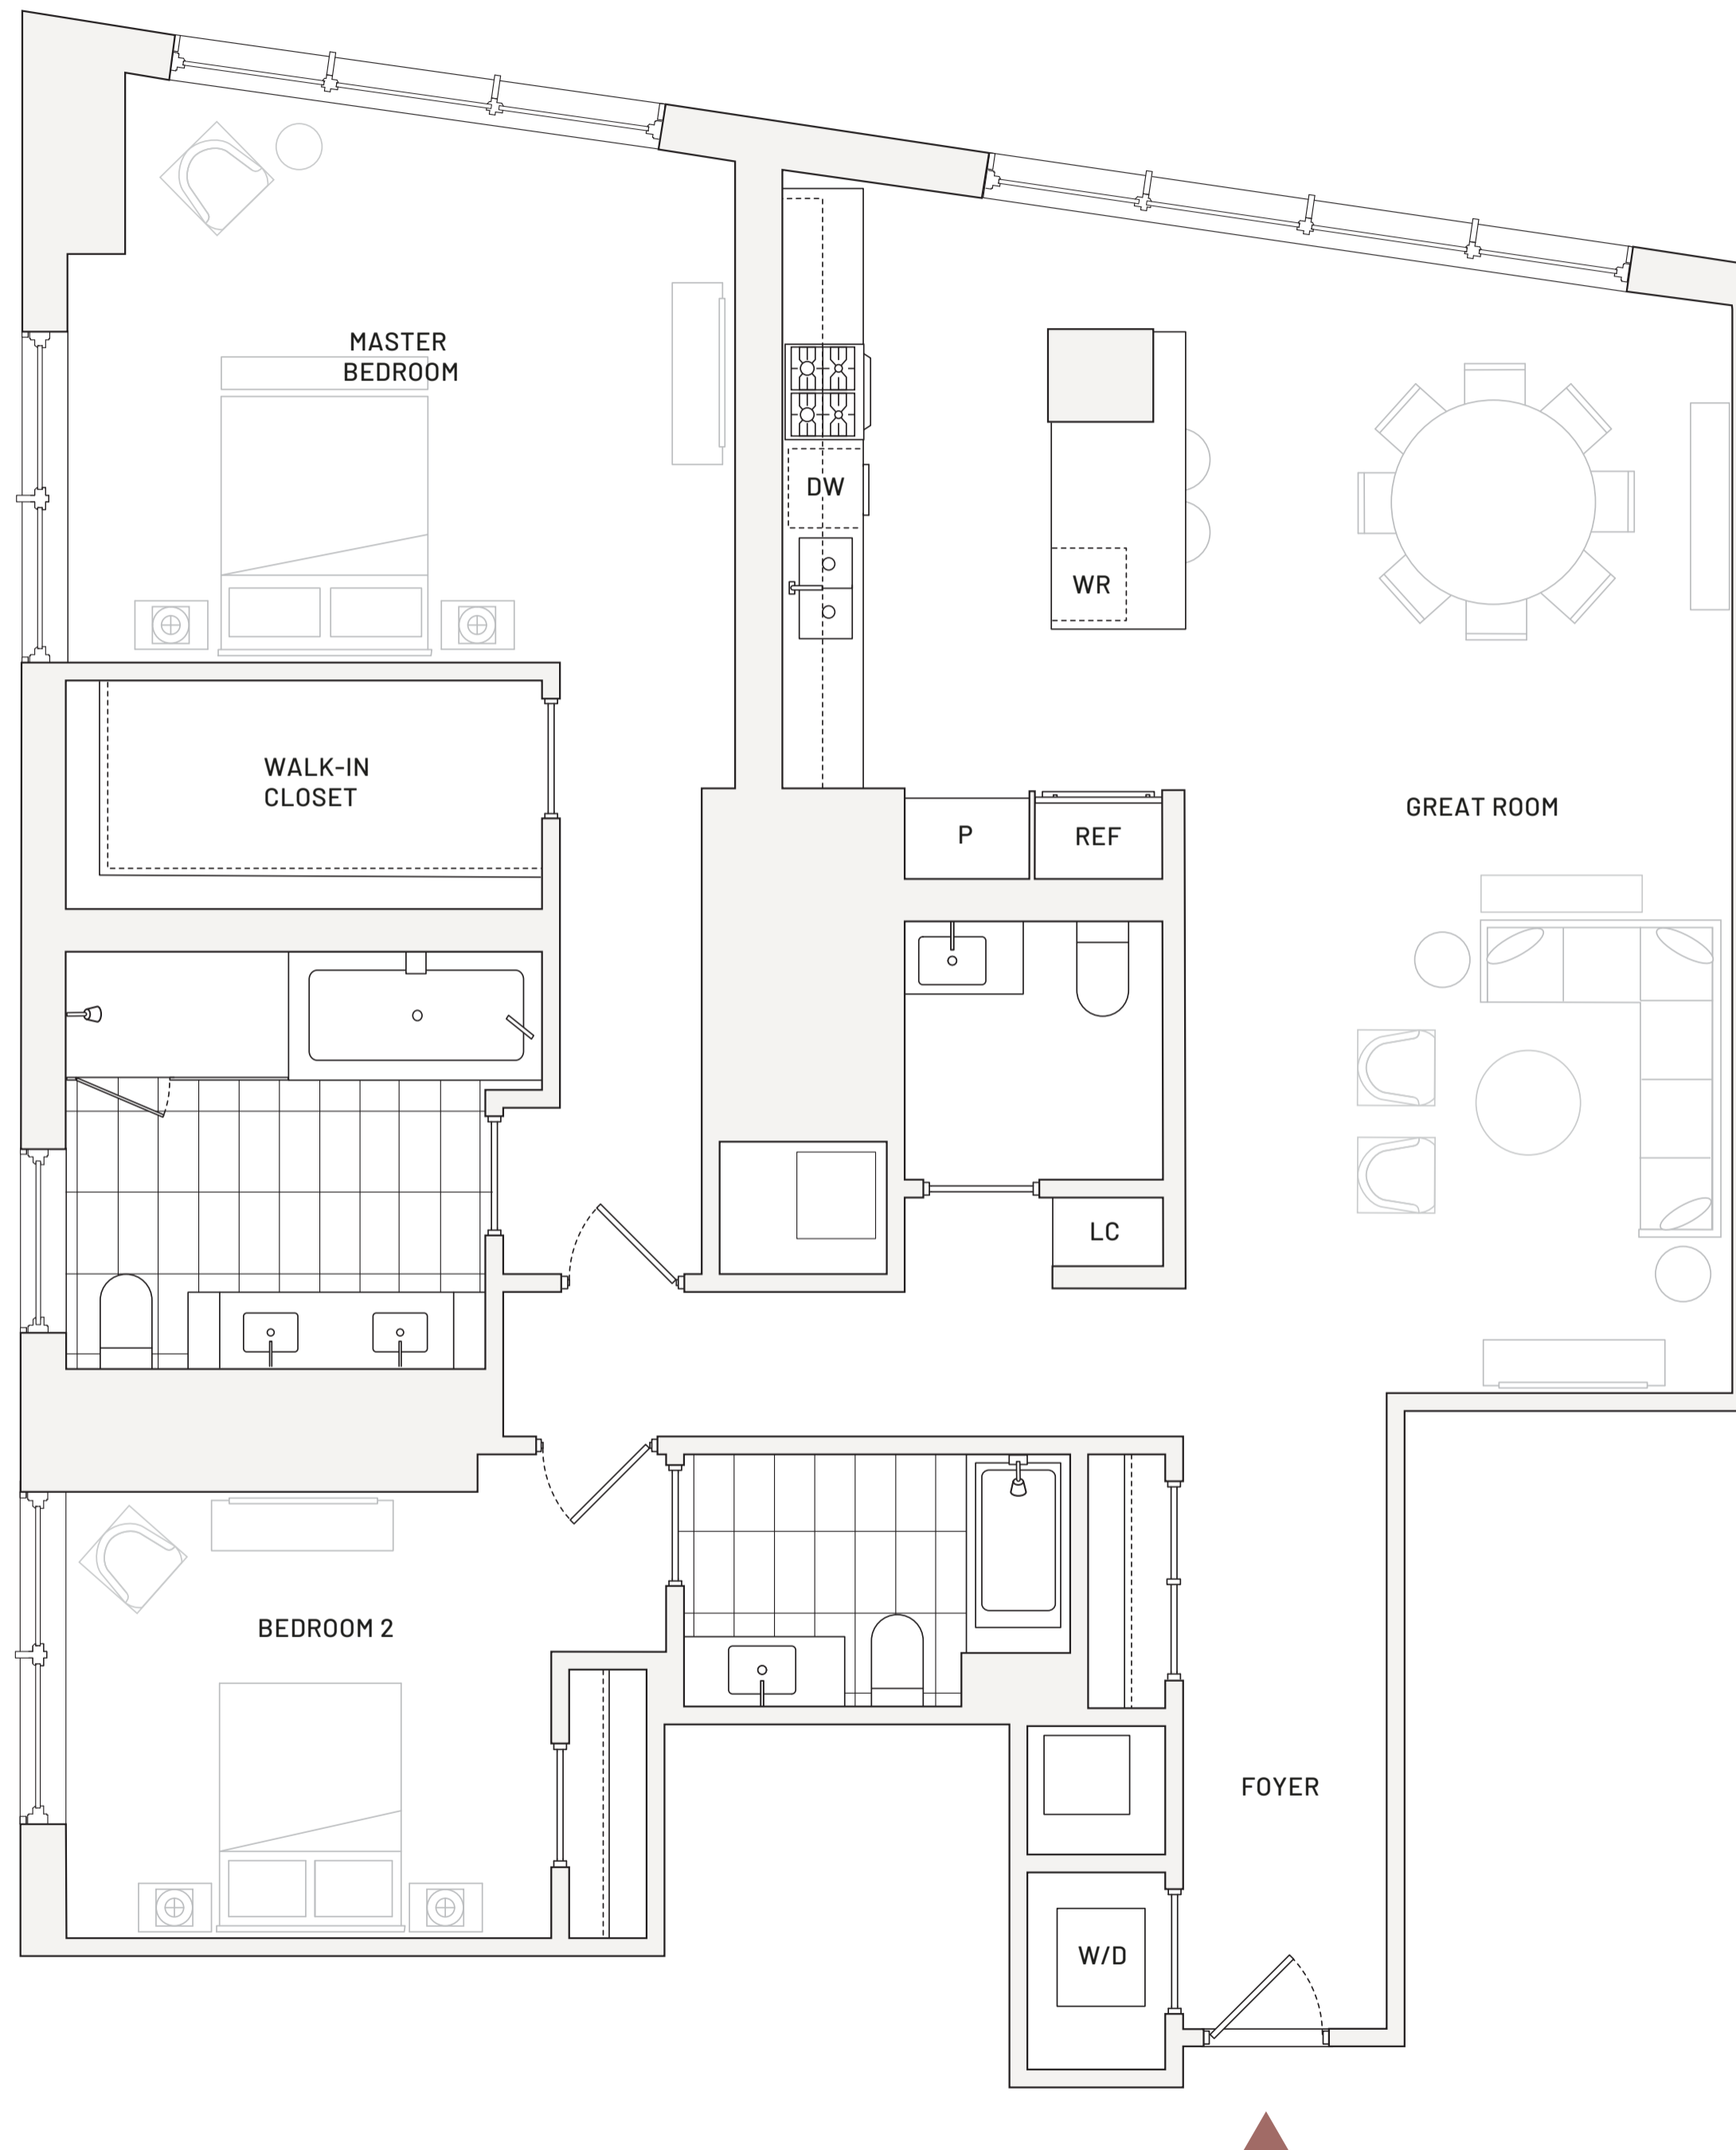 MASTER
BEDROOM
DW
WR
WALK-IN
CLOSET
P
REF
GREAT ROOM
LC
BEDROOM 2
FOYER
W/D